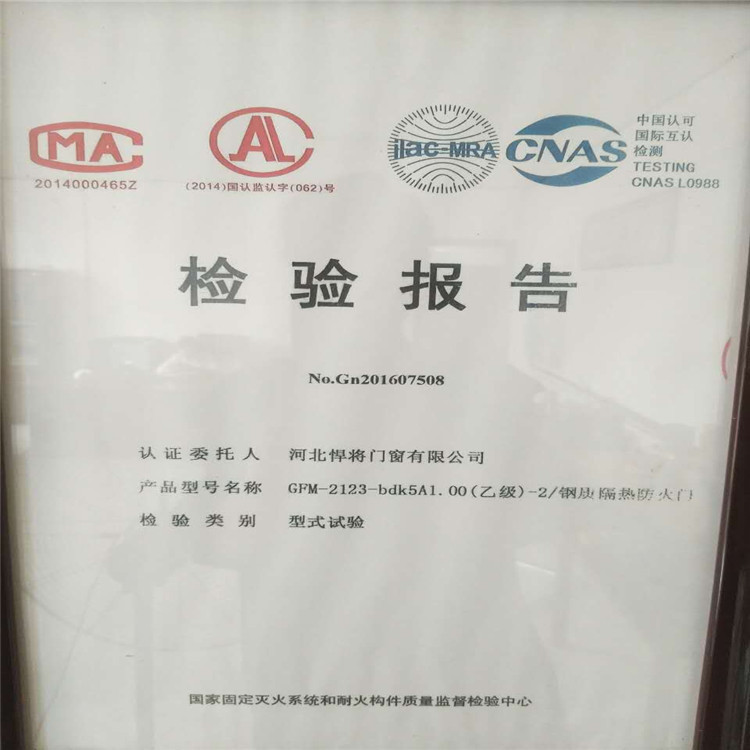 CMA
2014000465Z
CAL
(2014)国认监认字(062)号
ilac-MRA
CNAS
中国认可
国际互认
检测
TESTING
CNAS L0988
检验报告
No.Gn201607508
认证委托人 河北悍将门窗有限公司
产品型号名称 GFM-2123-bdk5A1.00(乙级)-2/钢质隔热防火门
检验类别 型式试验
国家固定灭火系统和耐火构件质量监督检验中心